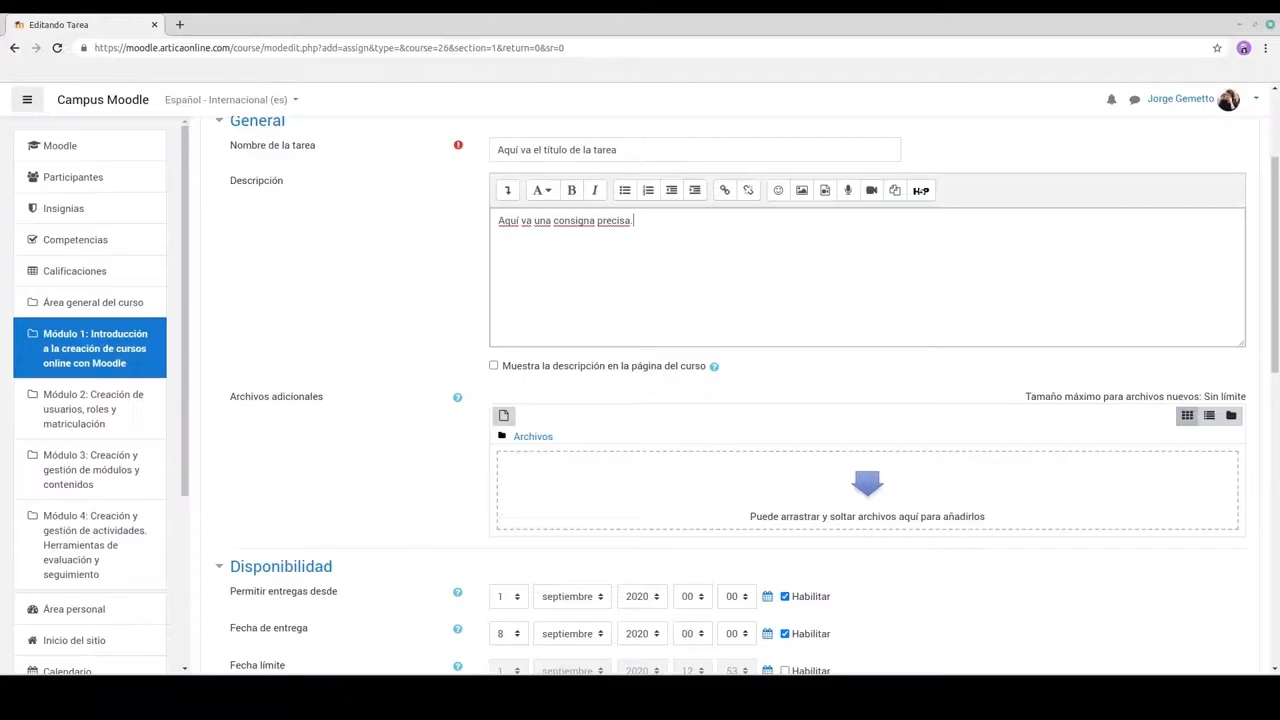 Editando Tarea
https://moodle.articaonline.com/course/modedit.php?add=assign&type=&course=26&section=1&return=0&sr=0
Campus Moodle
Español - Internacional (es)
Jorge Gemetto
Moodle
Participantes
Insignias
Competencias
Calificaciones
Área general del curso
Módulo 1: Introducción
a la creación de cursos
online con Moodle
Módulo 2: Creación de
usuarios, roles y
matriculación
Módulo 3: Creación y
gestión de módulos y
contenidos
Módulo 4: Creación y
gestión de actividades.
Herramientas de
evaluación y
seguimiento
Área personal
Inicio del sitio
Calendario
General
Nombre de la tarea
Aquí va el título de la tarea
Descripción
A B I H-P
Aquí va una consigna precisa.
Muestra la descripción en la página del curso
Archivos adicionales
Tamaño máximo para archivos nuevos: Sin límite
Archivos
Puede arrastrar y soltar archivos aquí para añadirlos
Disponibilidad
Permitir entregas desde
1 septiembre 2020 00 00 Habilitar
Fecha de entrega
8 septiembre 2020 00 00 Habilitar
Fecha límite
1 septiembre 2020 12 53 Habilitar